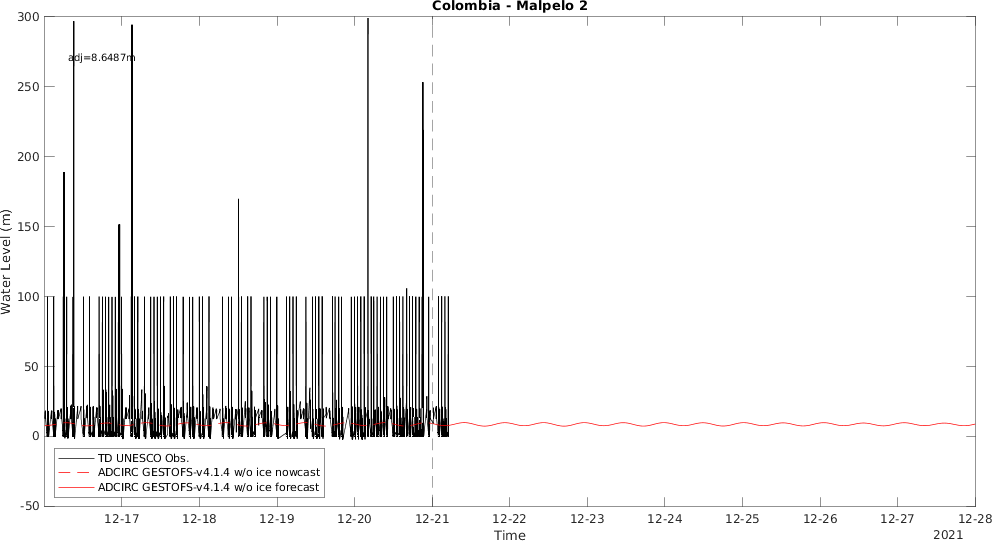 Colombia - Malpelo 2
300
250
200
150
100
50
0
-50
Water Level (m)
adj=8.6487m
TD UNESCO Obs.
ADCIRC GESTOFS-v4.1.4 w/o ice nowcast
ADCIRC GESTOFS-v4.1.4 w/o ice forecast
12-17 12-18 12-19 12-20 12-21 12-22 12-23 12-24 12-25 12-26 12-27 12-28
Time
2021